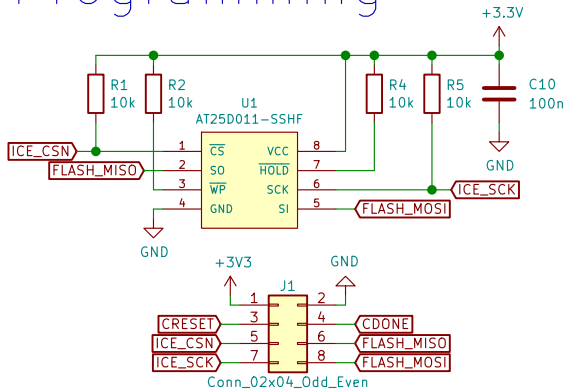 Programming
+3.3V
R1
10k
R2
10k
R4
10k
R5
10k
C10
100n
U1
AT25D011-SSHF
ICE_CSN
1
CS
VCC
8
FLASH_MISO
2
SO
HOLD
7
3
WP
SCK
6
ICE_SCK
4
GND
SI
5
FLASH_MOSI
GND
GND
+3V3
GND
J1
1
2
CRESET
3
4
CDONE
ICE_CSN
5
6
FLASH_MISO
ICE_SCK
7
8
FLASH_MOSI
Conn_02x04_Odd_Even